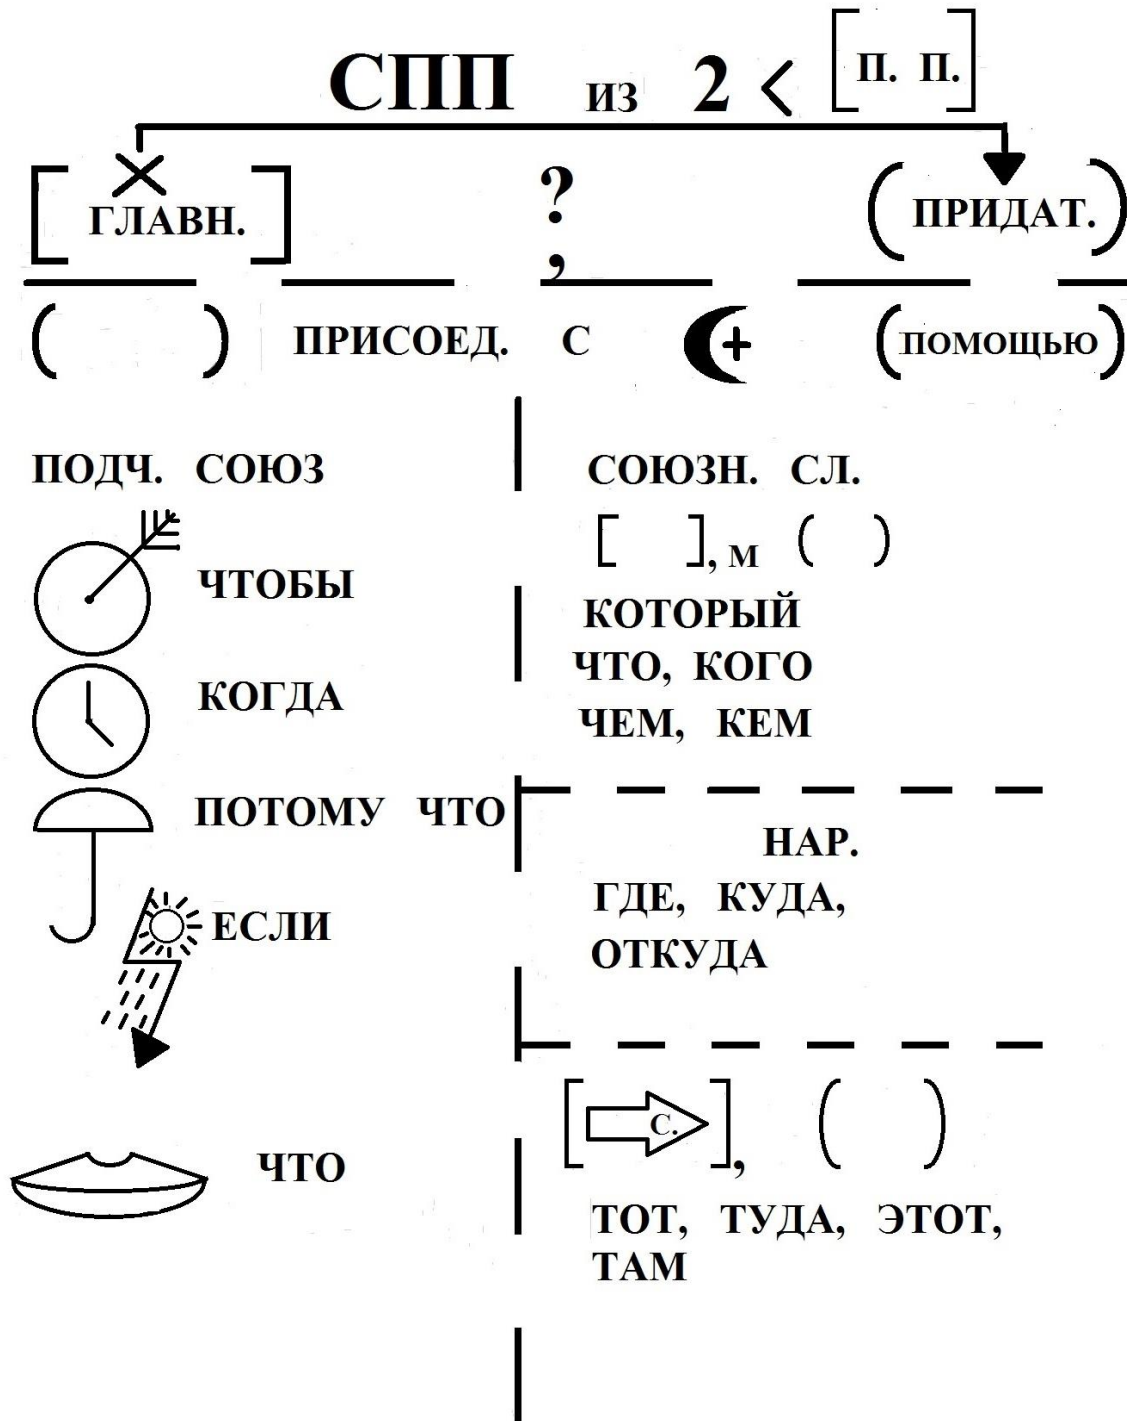 СПП из 2 < [П. П.]
[ГЛАВН.] ? , (ПРИДАТ.)
( ) ПРИСОЕД. С + (ПОМОЩЬЮ)
ПОДЧ. СОЮЗ
ЧТОБЫ
КОГДА
ПОТОМУ ЧТО
ЕСЛИ
ЧТО
СОЮЗН. СЛ.
[ ], м ( )
КОТОРЫЙ
ЧТО, КОГО
ЧЕМ, КЕМ
НАР.
ГДЕ, КУДА,
ОТКУДА
[С.], ( )
ТОТ, ТУДА, ЭТОТ,
ТАМ